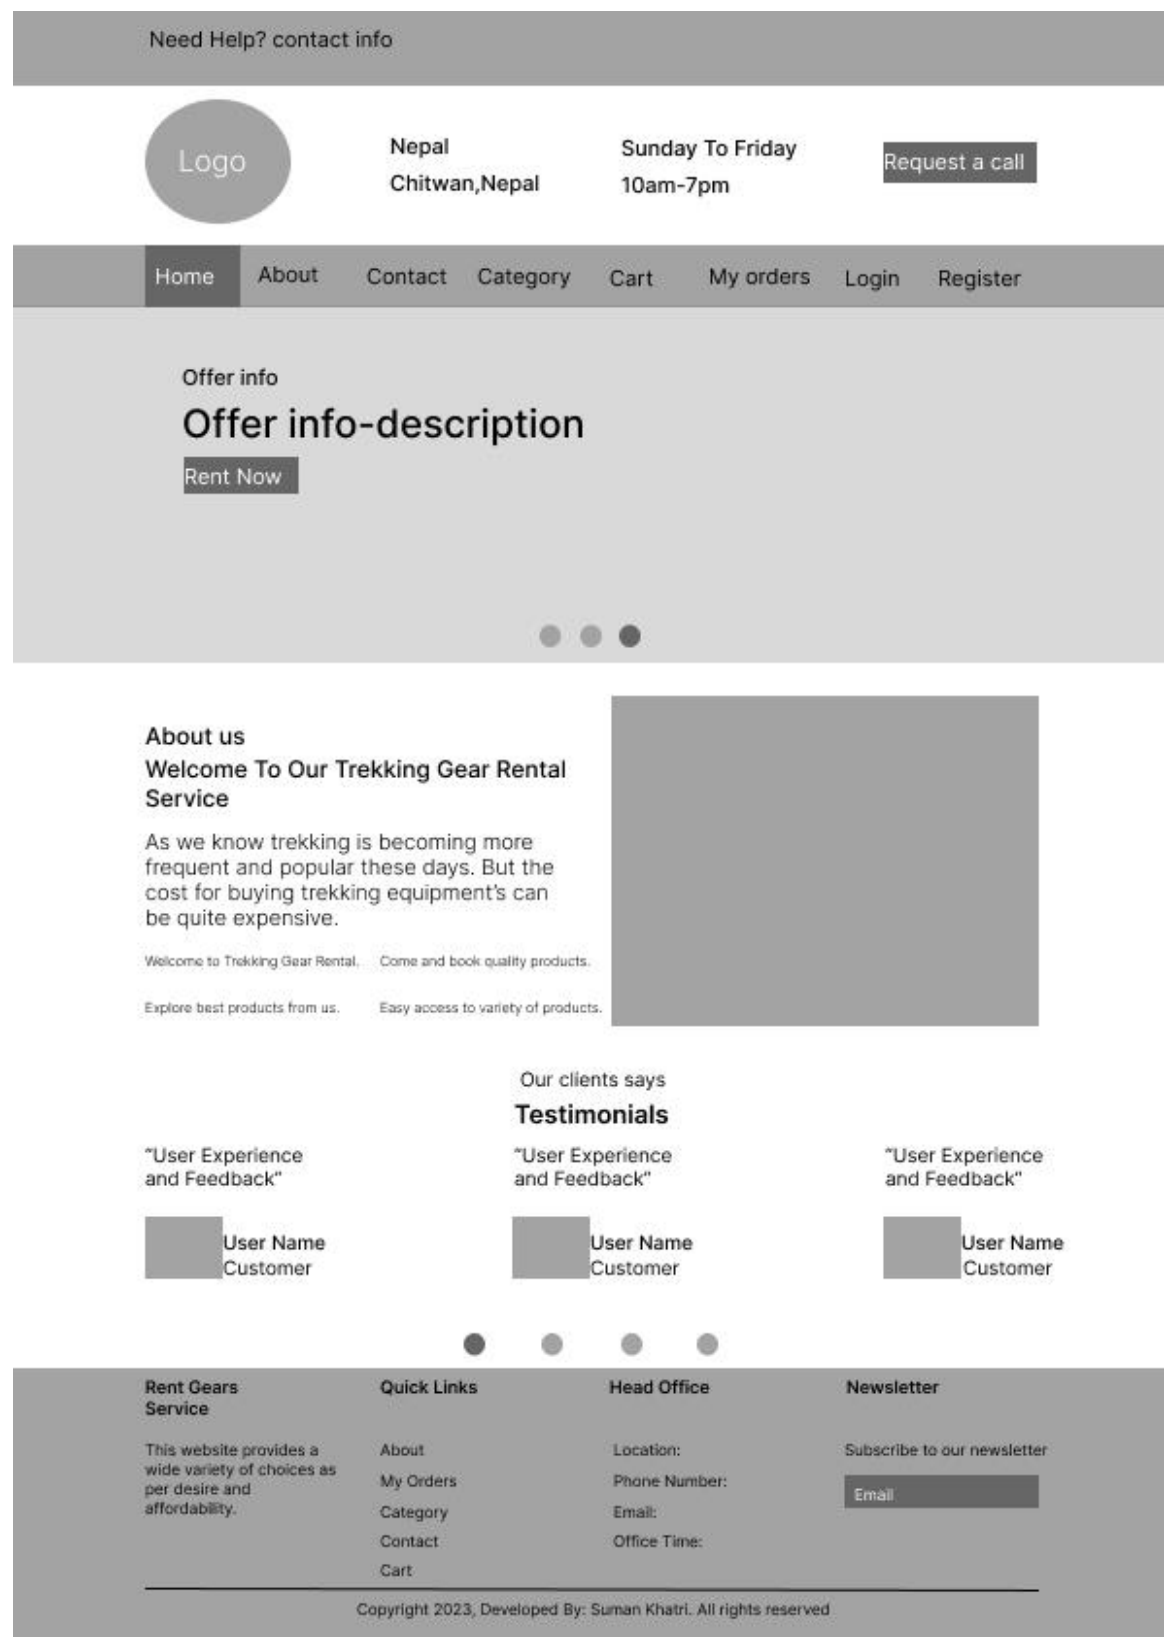 Need Help? contact info
Logo
Nepal
Chitwan,Nepal
Sunday To Friday
10am-7pm
Request a call
Home About Contact Category Cart My orders Login Register
Offer info
Offer info-description
Rent Now
About us
Welcome To Our Trekking Gear Rental
Service
As we know trekking is becoming more
frequent and popular these days. But the
cost for buying trekking equipment's can
be quite expensive.
Welcome to Trekking Gear Rental. Come and book quality products.
Explore best products from us. Easy access to variety of products.
Our clients says
Testimonials
"User Experience
and Feedback"
User Name
Customer
"User Experience
and Feedback"
User Name
Customer
"User Experience
and Feedback"
User Name
Customer
Rent Gears
Service
This website provides a
wide variety of choices as
per desire and
affordability.
Quick Links
About
My Orders
Category
Contact
Cart
Head Office
Location:
Phone Number:
Email:
Office Time:
Newsletter
Subscribe to our newsletter
Email
Copyright 2023, Developed By: Suman Khatri. All rights reserved